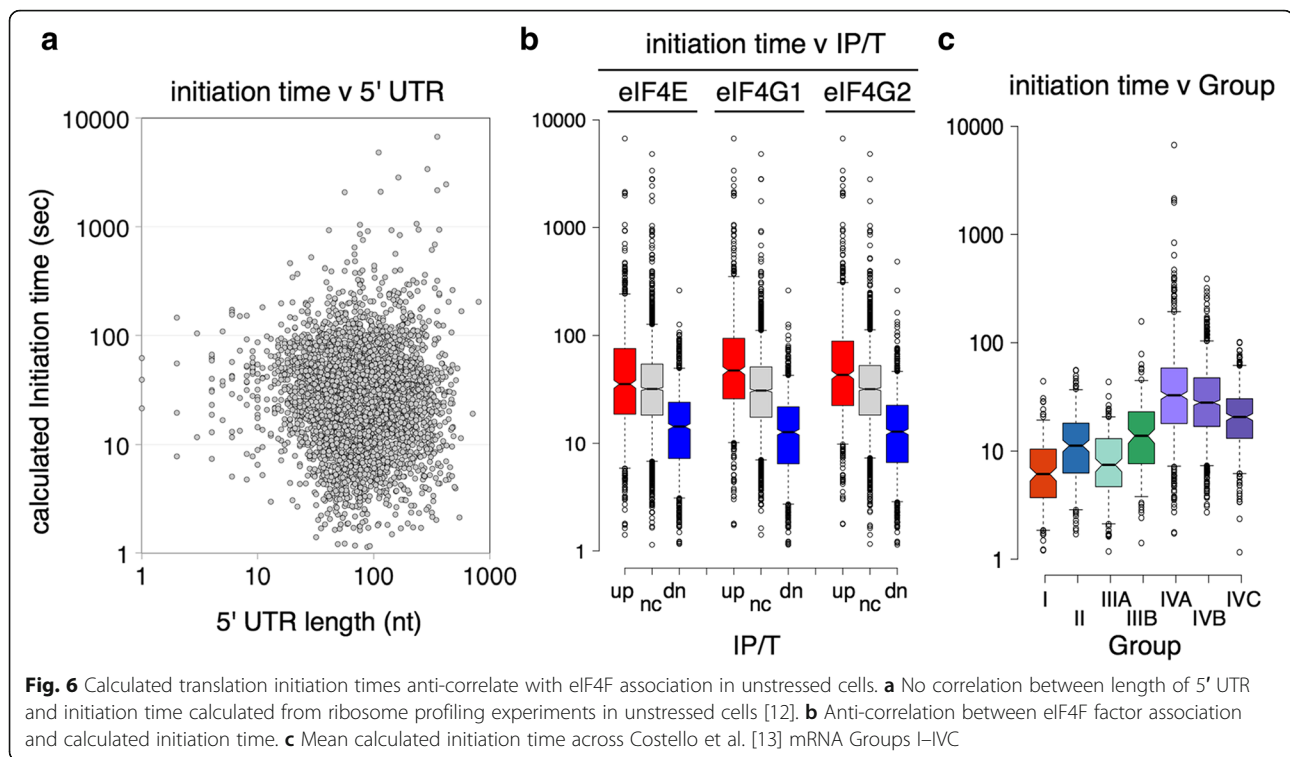 a
initiation time v 5' UTR
calculated Initiation time (sec)
10000
1000
100
10
1
1 10 100 1000
5' UTR length (nt)
b
initiation time v IP/T
eIF4E eIF4G1 eIF4G2
10000
1000
100
10
1
up nc dn up nc dn up nc dn
IP/T
c
initiation time v Group
10000
1000
100
10
1
I II IIIA IIIB IVA IVB IVC
Group
Fig. 6 Calculated translation initiation times anti-correlate with eIF4F association in unstressed cells. a No correlation between length of 5′ UTR
and initiation time calculated from ribosome profiling experiments in unstressed cells [12]. b Anti-correlation between eIF4F factor association
and calculated initiation time. c Mean calculated initiation time across Costello et al. [13] mRNA Groups I–IVC